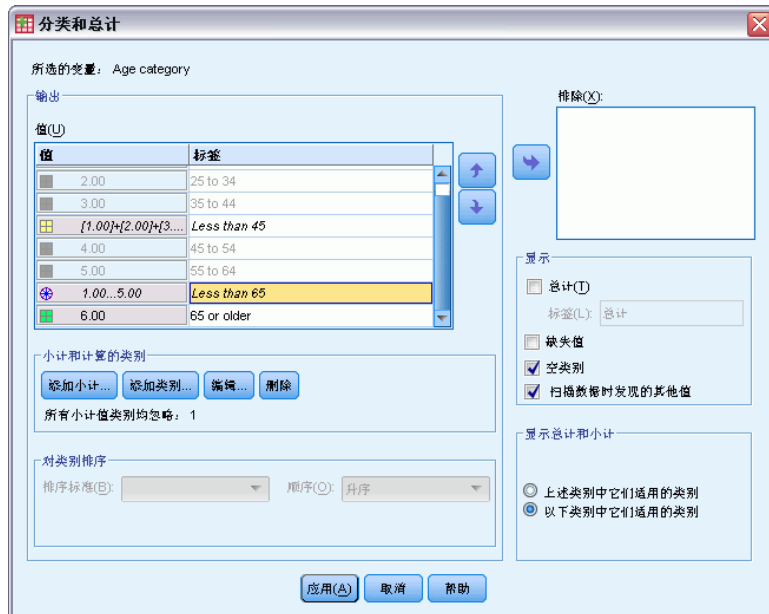 分类和总计
所选的变量: Age category
输出
值(U)
值 标签
2.00 25 to 34
3.00 35 to 44
[1.00]+[2.00]+[3.... Less than 45
4.00 45 to 54
5.00 55 to 64
1.00...5.00 Less than 65
6.00 65 or older
小计和计算的类别
添加小计... 添加类别... 编辑... 删除
所有小计值类别均忽略: 1
对类别排序
排序标准(B): 顺序(O): 升序
排除(X):
显示
总计(T)
标签(L): 总计
缺失值
空类别
扫描数据时发现的其他值
显示总计和小计
上述类别中它们适用的类别
以下类别中它们适用的类别
应用(A) 取消 帮助